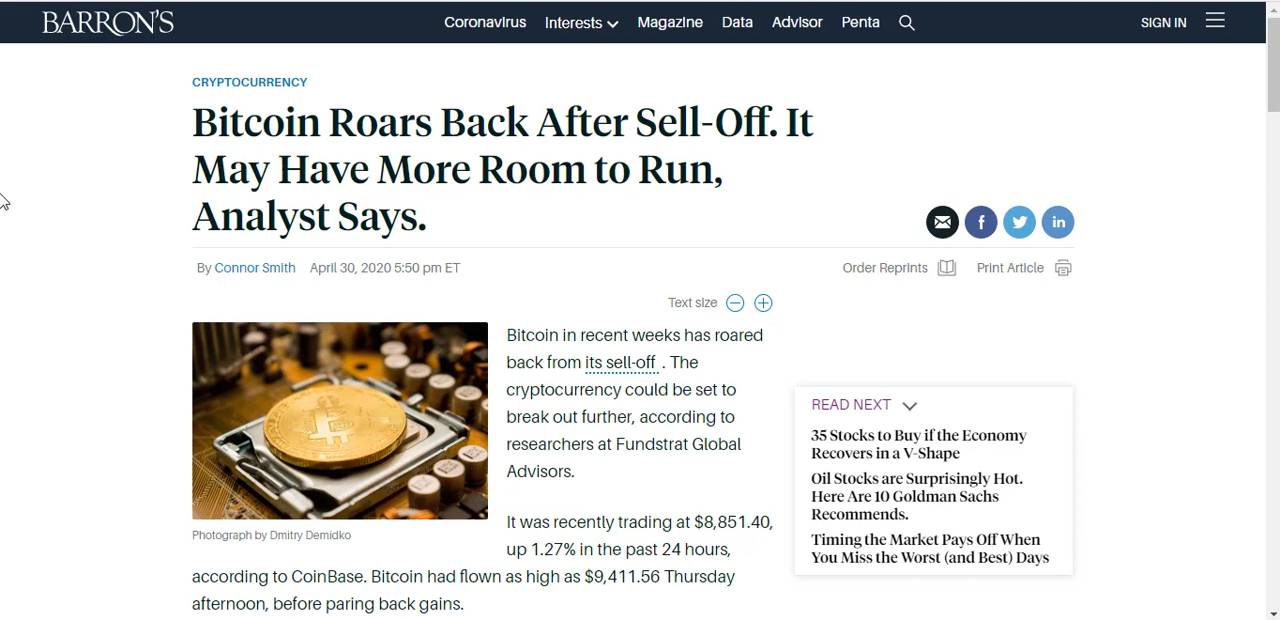 BARRON'S
Coronavirus Interests Magazine Data Advisor Penta
SIGN IN
CRYPTOCURRENCY
Bitcoin Roars Back After Sell-Off. It
May Have More Room to Run,
Analyst Says.
By Connor Smith April 30, 2020 5:50 pm ET
Order Reprints Print Article
Text size
Bitcoin in recent weeks has roared
back from its sell-off . The
cryptocurrency could be set to
break out further, according to
researchers at Fundstrat Global
Advisors.
Photograph by Dmitry Demidko
It was recently trading at $8,851.40,
up 1.27% in the past 24 hours,
according to CoinBase. Bitcoin had flown as high as $9,411.56 Thursday
afternoon, before paring back gains.
READ NEXT
35 Stocks to Buy if the Economy
Recovers in a V-Shape
Oil Stocks are Surprisingly Hot.
Here Are 10 Goldman Sachs
Recommends.
Timing the Market Pays Off When
You Miss the Worst (and Best) Days